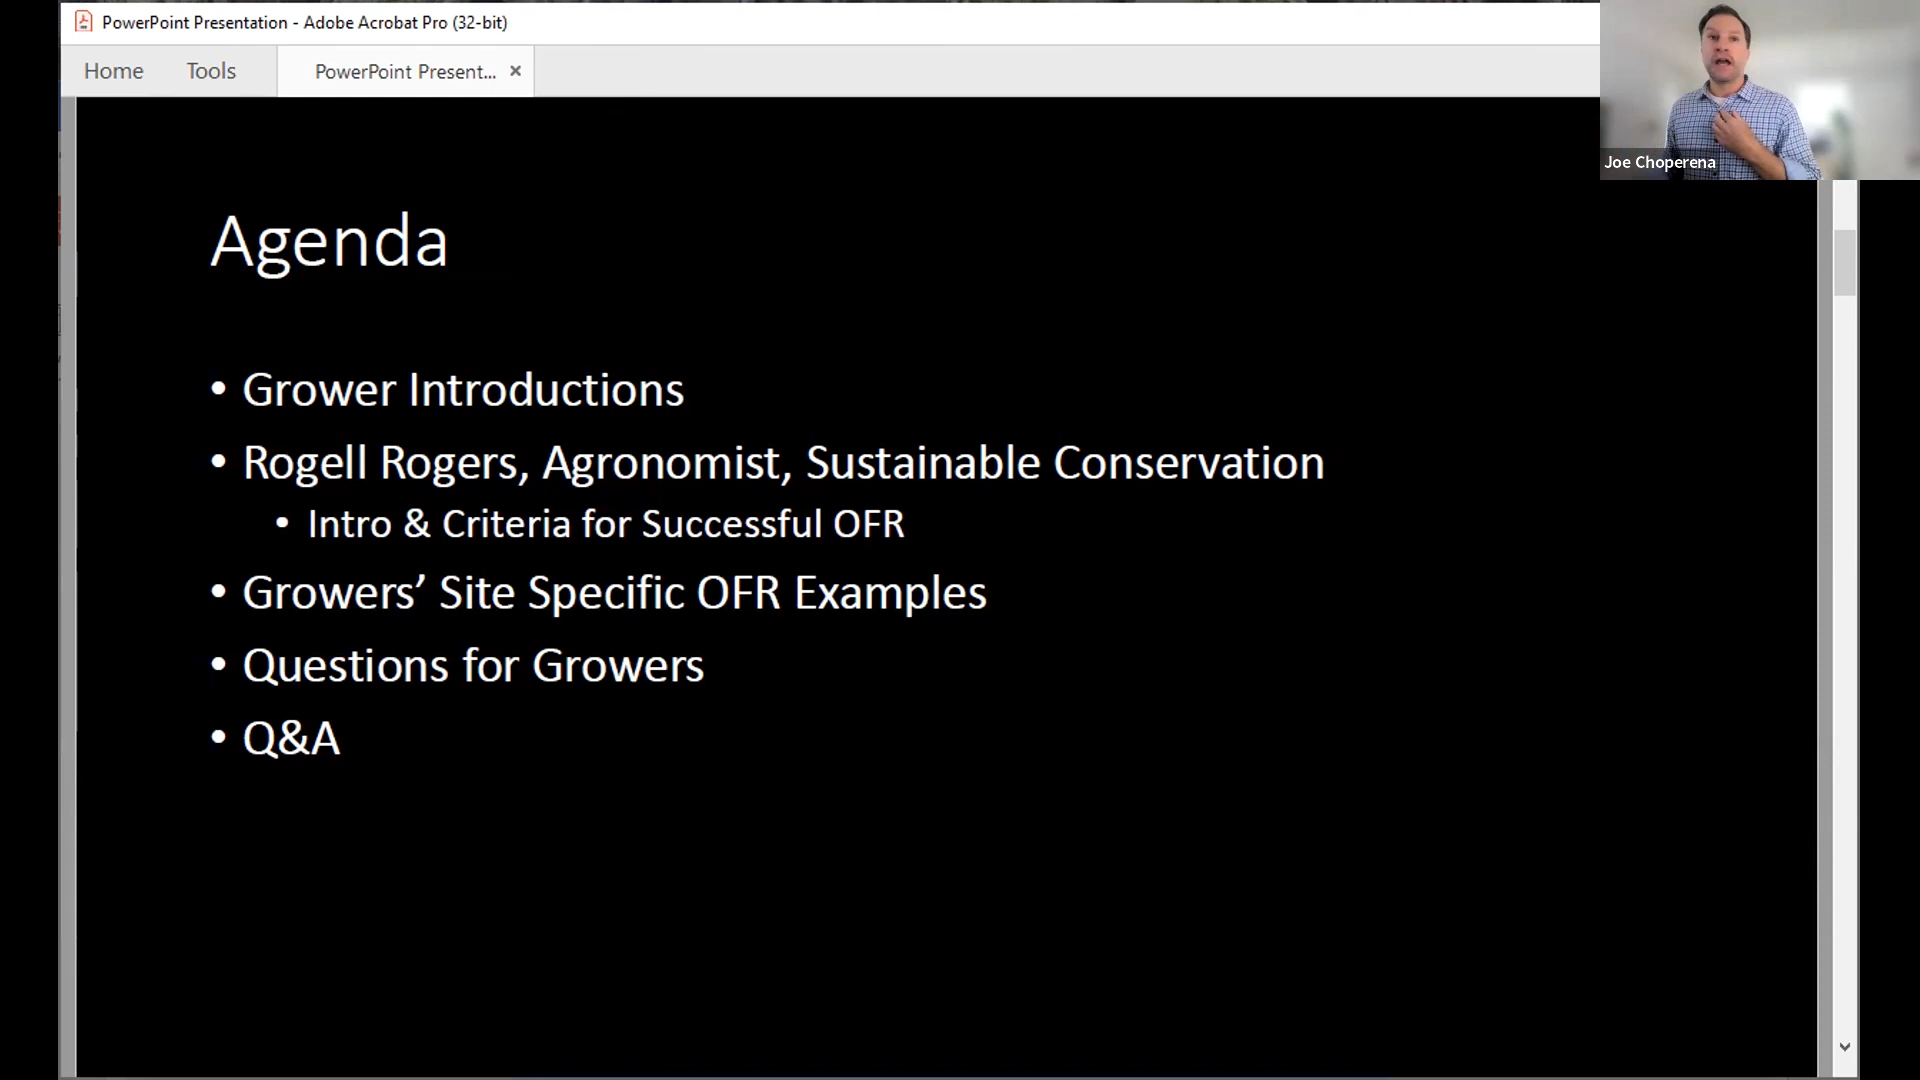 PowerPoint Presentation - Adobe Acrobat Pro (32-bit)
Home Tools PowerPoint Present... ×
Joe Choperena
Agenda
• Grower Introductions
• Rogell Rogers, Agronomist, Sustainable Conservation
• Intro & Criteria for Successful OFR
• Growers’ Site Specific OFR Examples
• Questions for Growers
• Q&A